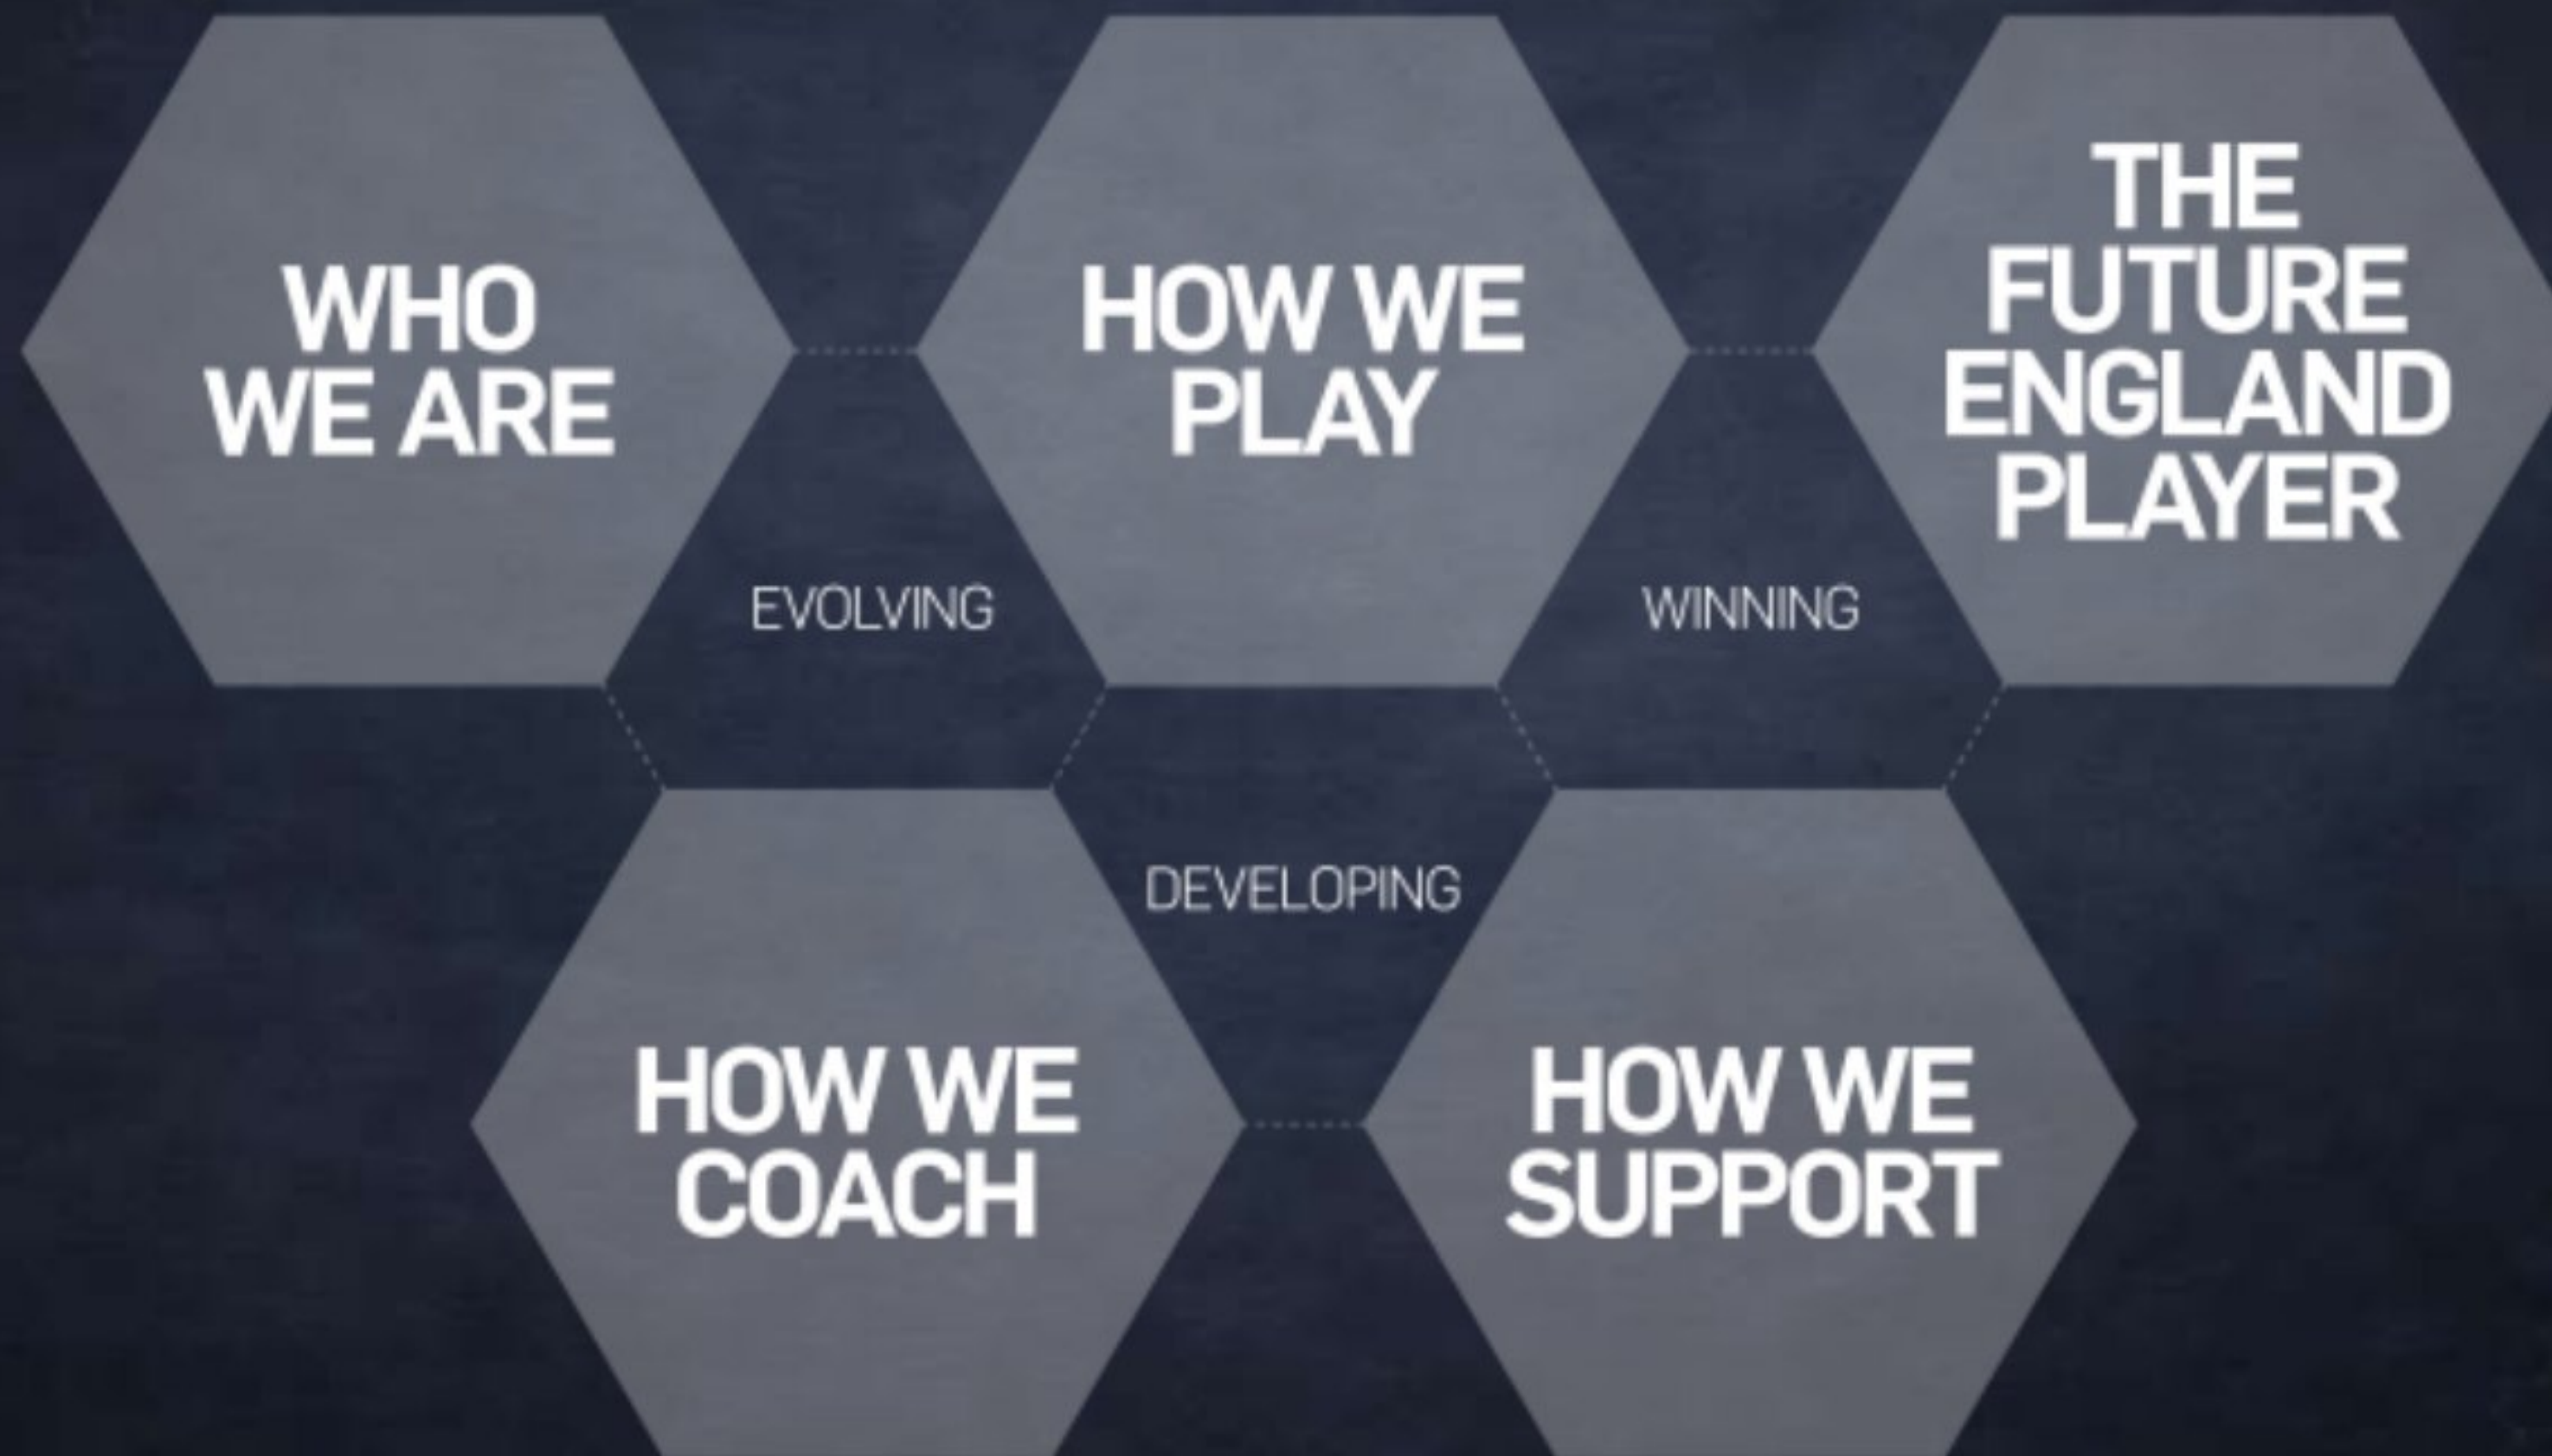 WHO
WE ARE
HOW WE
PLAY
THE
FUTURE
ENGLAND
PLAYER
EVOLVING
WINNING
DEVELOPING
HOW WE
COACH
HOW WE
SUPPORT